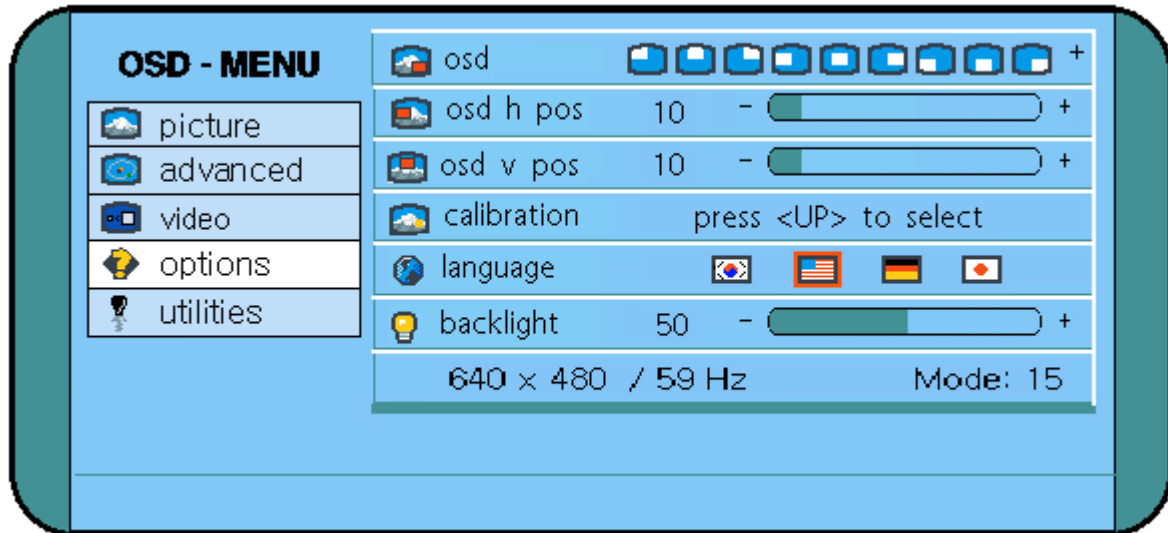 OSD - MENU
picture
advanced
video
options
utilities
osd +
osd h pos 10 - +
osd v pos 10 - +
calibration press <UP> to select
language
backlight 50 - +
640 x 480 / 59 Hz Mode: 15